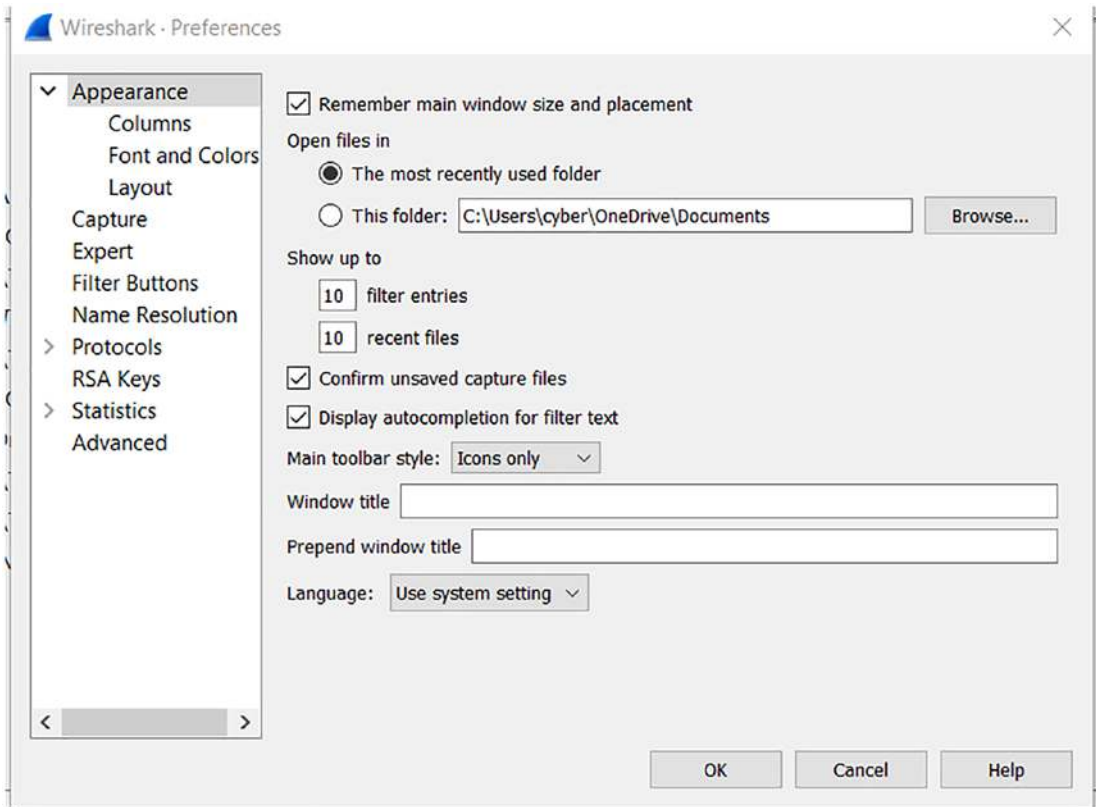 Wireshark · Preferences
Appearance
Columns
Font and Colors
Layout
Capture
Expert
Filter Buttons
Name Resolution
Protocols
RSA Keys
Statistics
Advanced
Remember main window size and placement
Open files in
The most recently used folder
This folder: C:\Users\cyber\OneDrive\Documents Browse...
Show up to
10 filter entries
10 recent files
Confirm unsaved capture files
Display autocompletion for filter text
Main toolbar style: Icons only
Window title
Prepend window title
Language: Use system setting
OK Cancel Help